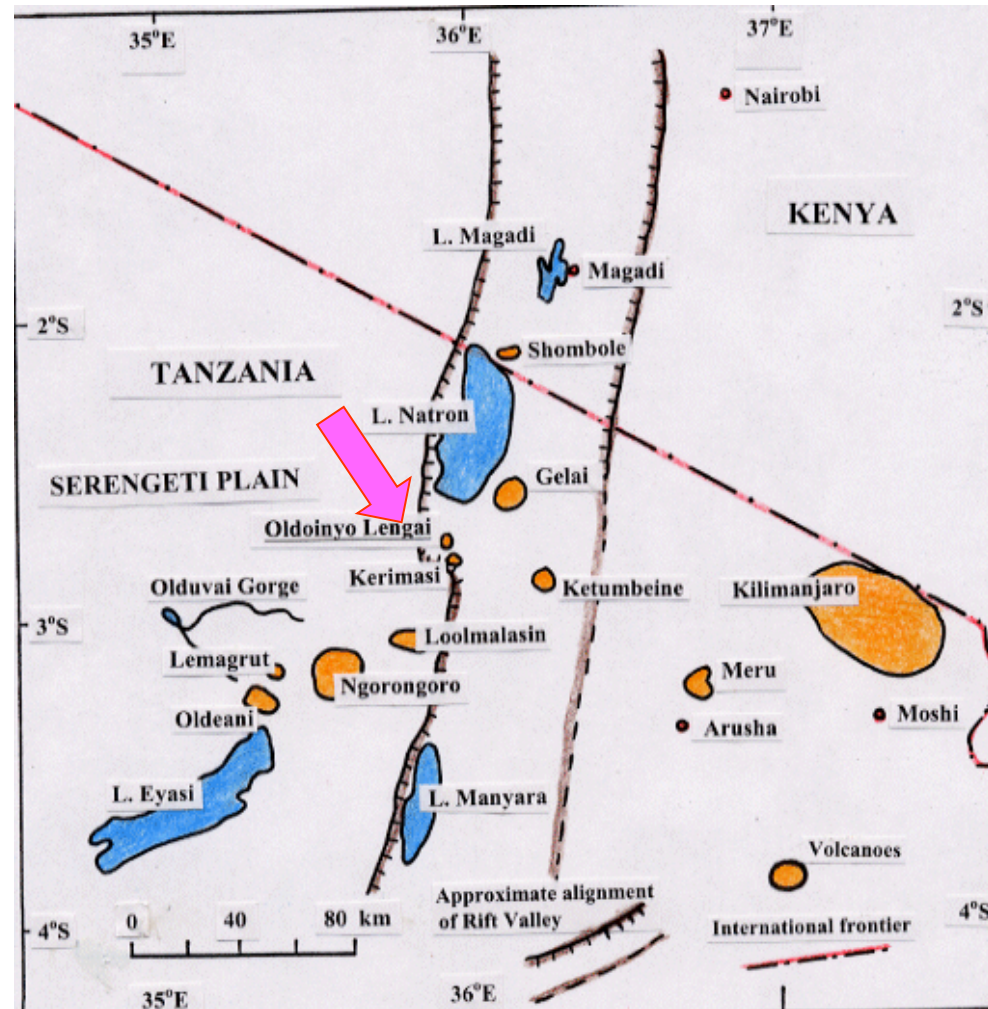 35°E
36°E
37°E
Nairobi
KENYA
L. Magadi
Magadi
2°S
2°S
Shombole
TANZANIA
L. Natron
Gelai
SERENGETI PLAIN
Oldoinyo Lengai
Kerimasi
Ketumbeine
Kilimanjaro
Olduvai Gorge
3°S
Loolmalasin
Lemagrut
Ngorongoro
Meru
Oldeani
Arusha
Moshi
L. Eyasi
L. Manyara
Volcanoes
Approximate alignment
of Rift Valley
0 40 80 km
International frontier
4°S
4°S
35°E
36°E